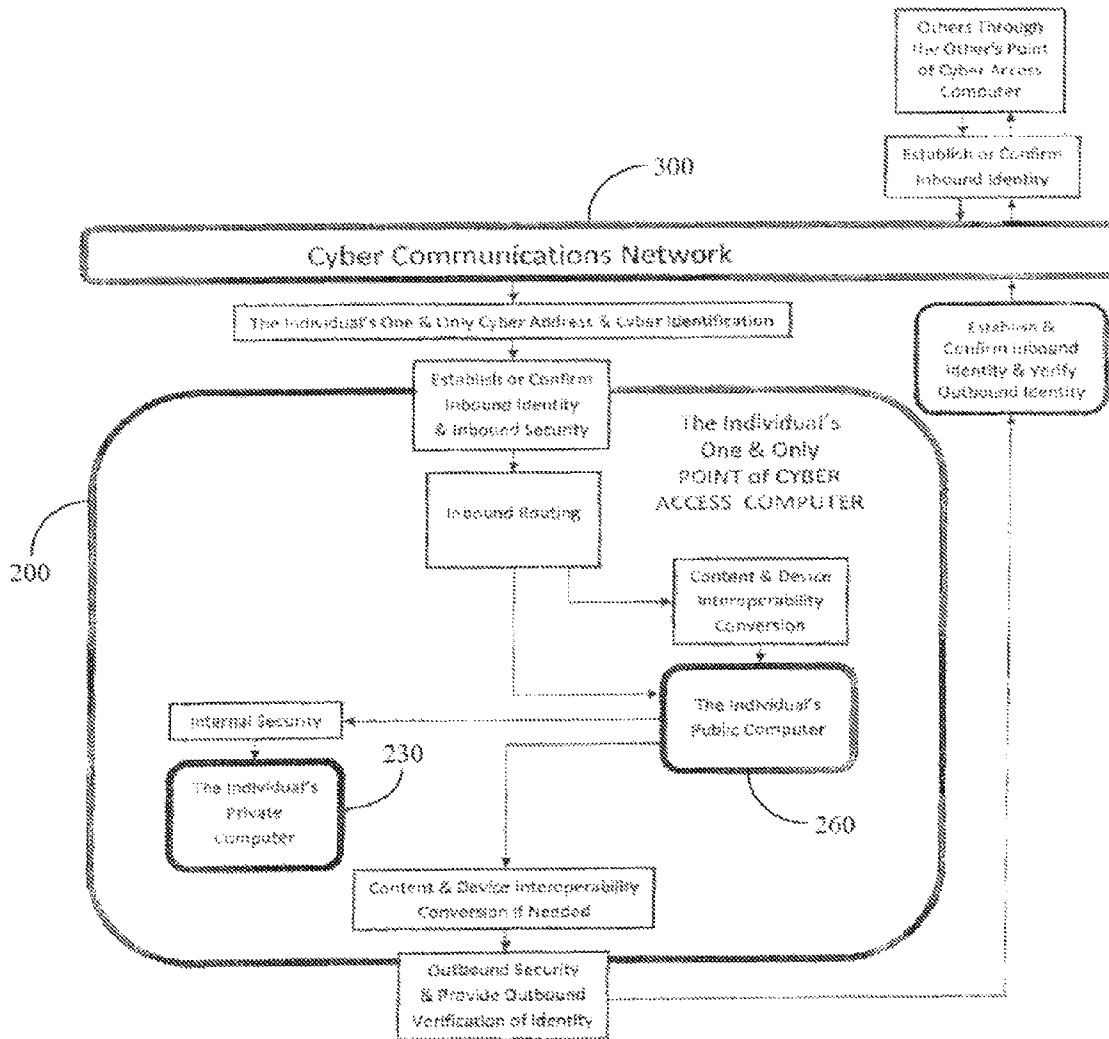 Others Through
the Other's Point
of Cyber Access
Computer
Establish or Confirm
Inbound Identity
300
Cyber Communications Network
The Individual's One & Only Cyber Address & Cyber Identification
Establish &
Confirm Inbound
Identity & Verify
Outbound Identity
Establish or Confirm
Inbound Identity
& Inbound Security
The Individual's
One & Only
POINT of CYBER
ACCESS COMPUTER
200
Inbound Routing
Content & Device
Interoperability
Conversion
Internal Security
The Individual's
Public Computer
230
The Individual's
Private
Computer
260
Content & Device Interoperability
Conversion if Needed
Outbound Security
& Provide Outbound
Verification of Identity